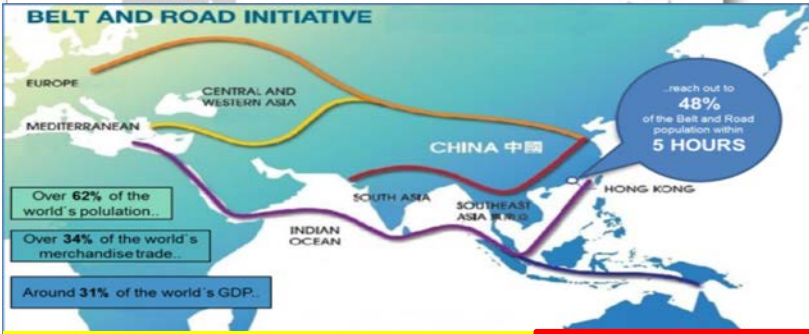 BELT AND ROAD INITIATIVE
EUROPE
CENTRAL AND
WESTERN ASIA
MEDITERRANEAN
..reach out to
48%
of the Belt and Road
population within
5 HOURS
CHINA 中國
HONG KONG
SOUTH ASIA
SOUTHEAST
ASIA
INDIAN
OCEAN
Over 62% of the
world´s polulation..
Over 34% of the world´s
merchandise trade..
Around 31% of the world´s GDP..